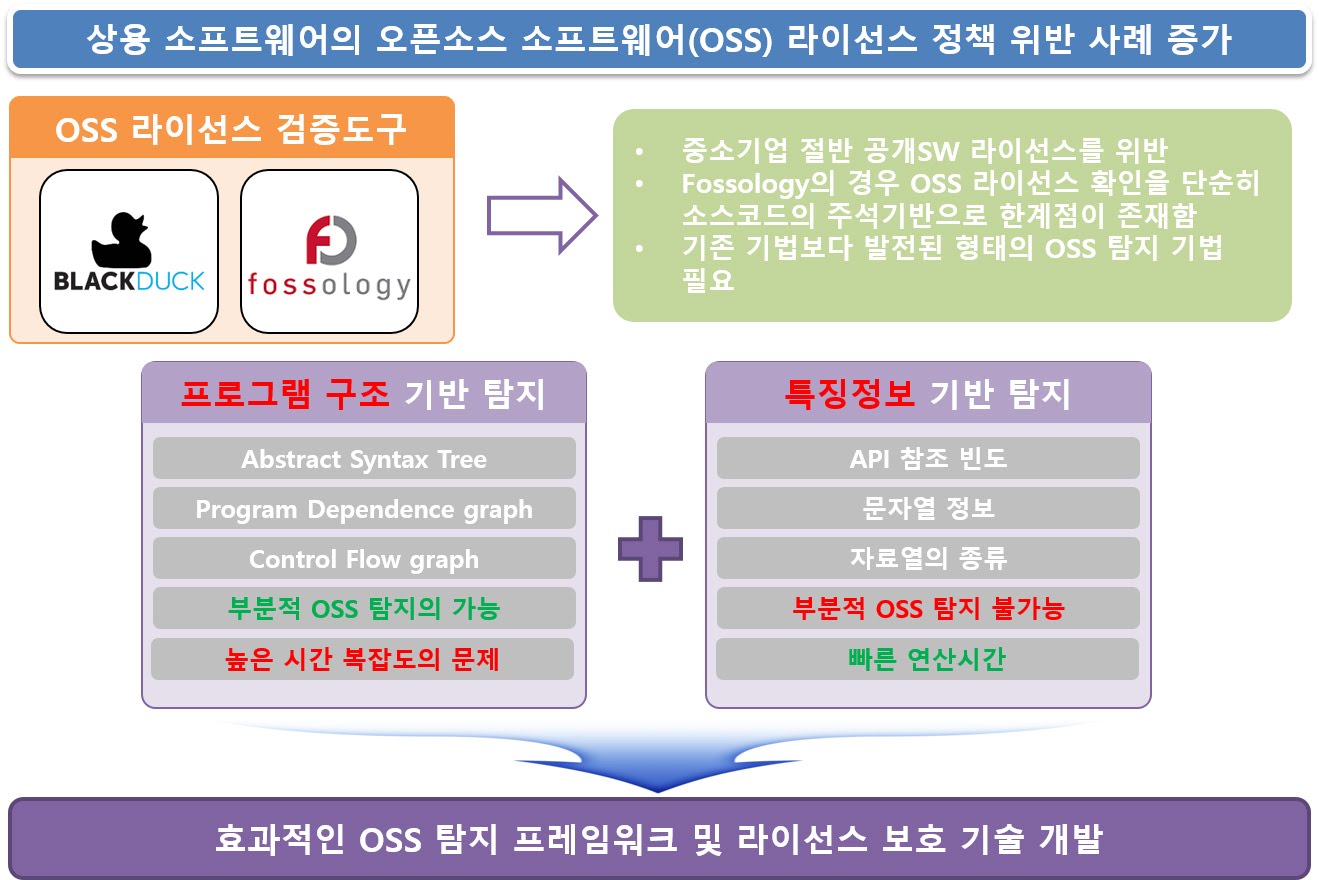 상용 소프트웨어의 오픈소스 소프트웨어(OSS) 라이선스 정책 위반 사례 증가
OSS 라이선스 검증도구
BLACKDUCK
fossology
• 중소기업 절반 공개SW 라이선스를 위반
• Fossology의 경우 OSS 라이선스 확인을 단순히
소스코드의 주석기반으로 한계점이 존재함
• 기존 기법보다 발전된 형태의 OSS 탐지 기법
필요
프로그램 구조 기반 탐지
Abstract Syntax Tree
Program Dependence graph
Control Flow graph
부분적 OSS 탐지의 가능
높은 시간 복잡도의 문제
특징정보 기반 탐지
API 참조 빈도
문자열 정보
자료열의 종류
부분적 OSS 탐지 불가능
빠른 연산시간
효과적인 OSS 탐지 프레임워크 및 라이선스 보호 기술 개발